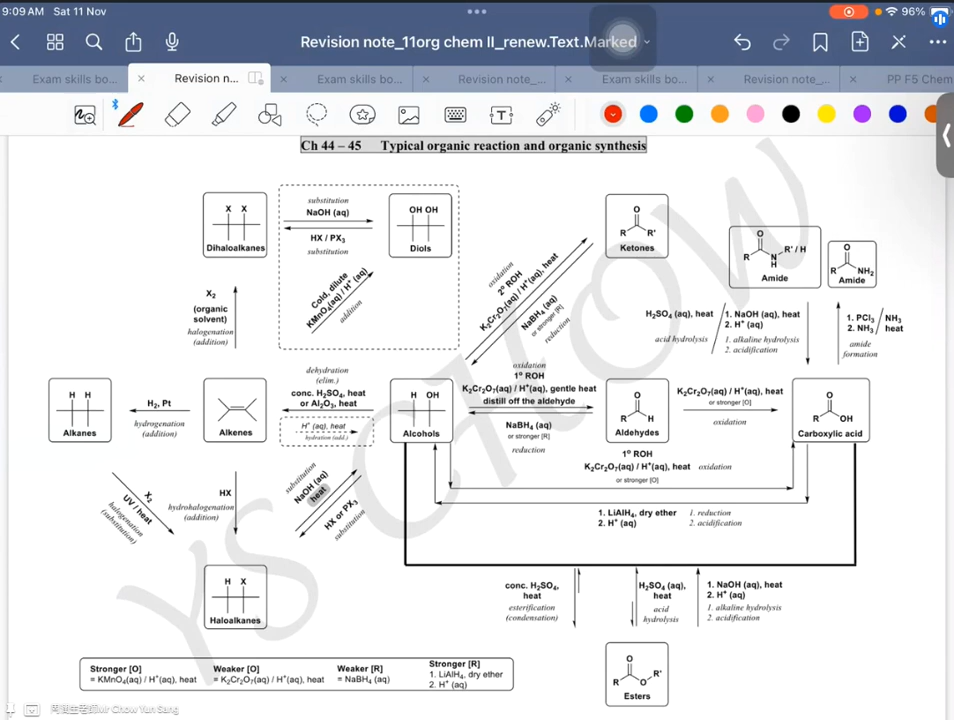 9:09 AM Sat 11 Nov
96%
Revision note_11org chem II_renew.Text.Marked
Exam skills bo...
Revision n...
Exam skills bo...
Revision note_...
Exam skills bo...
Revision note_...
PP F5 Chem
Ch 44 – 45 Typical organic reaction and organic synthesis
X X
Dihaloalkanes
substitution
NaOH (aq)
HX / PX₃
substitution
OH OH
Diols
Cold, dilute
KMnO₄(aq) / H⁺ (aq)
addition
X₂
(organic
solvent)
halogenation
(addition)
oxidation
2° ROH
K₂Cr₂O₇(aq) / H⁺(aq), heat
NaBH₄ (aq)
or stronger [R]
reduction
O
R R'
Ketones
O
R N R' / H
H
Amide
O
R NH₂
Amide
H₂SO₄ (aq), heat
acid hydrolysis
1. NaOH (aq), heat
2. H⁺ (aq)
1. alkaline hydrolysis
2. acidification
1. PCl₃ / NH₃
2. NH₃ heat
amide
formation
H H
Alkanes
H₂, Pt
hydrogenation
(addition)
Alkenes
dehydration
(elim.)
conc. H₂SO₄, heat
or Al₂O₃, heat
H⁺ (aq), heat
hydration (add.)
H OH
Alcohols
oxidation
1° ROH
K₂Cr₂O₇(aq) / H⁺(aq), gentle heat
distill off the aldehyde
NaBH₄ (aq)
or stronger [R]
reduction
O
R H
Aldehydes
K₂Cr₂O₇(aq) / H⁺(aq), heat
or stronger [O]
oxidation
O
R OH
Carboxylic acid
1° ROH
K₂Cr₂O₇(aq) / H⁺(aq), heat oxidation
or stronger [O]
1. LiAlH₄, dry ether 1. reduction
2. H⁺ (aq) 2. acidification
X₂
UV / heat
halogenation
(substitution)
HX
hydrohalogenation
(addition)
substitution
NaOH (aq)
heat
HX or PX₃
substitution
H X
Haloalkanes
conc. H₂SO₄,
heat
esterification
(condensation)
H₂SO₄ (aq),
heat
acid
hydrolysis
1. NaOH (aq), heat
2. H⁺ (aq)
1. alkaline hydrolysis
2. acidification
O
R O R'
Esters
Stronger [O]
= KMnO₄(aq) / H⁺(aq), heat
Weaker [O]
= K₂Cr₂O₇(aq) / H⁺(aq), heat
Weaker [R]
= NaBH₄ (aq)
Stronger [R]
1. LiAlH₄, dry ether
2. H⁺ (aq)
YS CHOW
Mr Chow Yun Sang